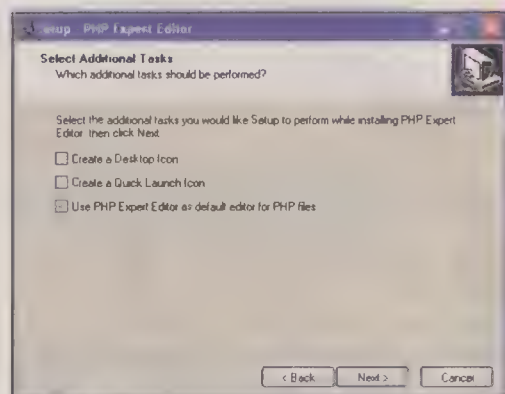 Setup PHP Expert Editor
Select Additional Tasks
Which additional tasks should be performed?
Select the additional tasks you would like Setup to perform while installing PHP Expert
Editor then click Next
Create a Desktop Icon
Create a Quick Launch Icon
Use PHP Expert Editor as default editor for PHP files
< Back
Next >
Cancel